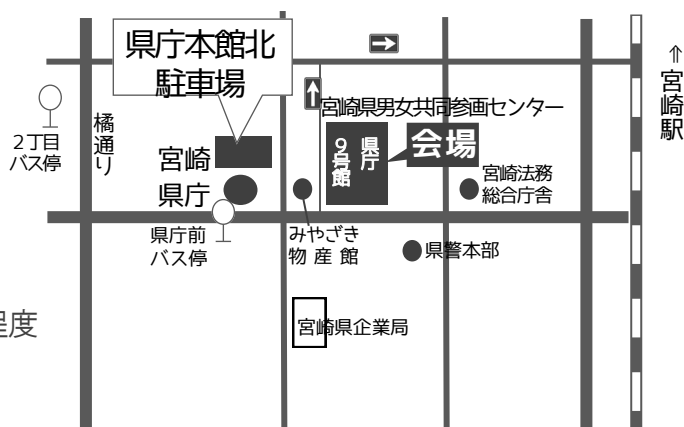 県庁本館北
駐車場
⇐宮崎駅
宮崎県男女共同参画センター
県庁
9号館
会場
2丁目
バス停
橘通り
宮崎
県庁
宮崎法務
総合庁舎
県庁前
バス停
みやざき
物産館
県警本部
程度
宮崎県企業局